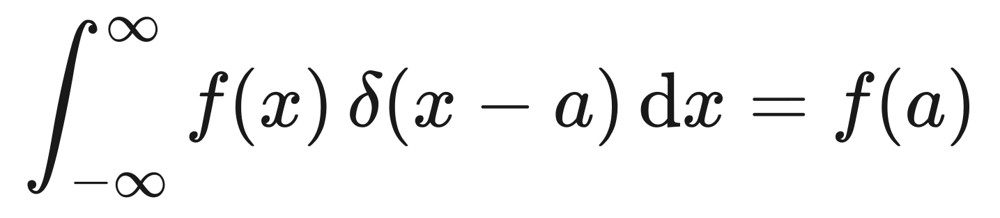 ∫_{−∞}^{∞} f(x) δ(x − a) dx = f(a)